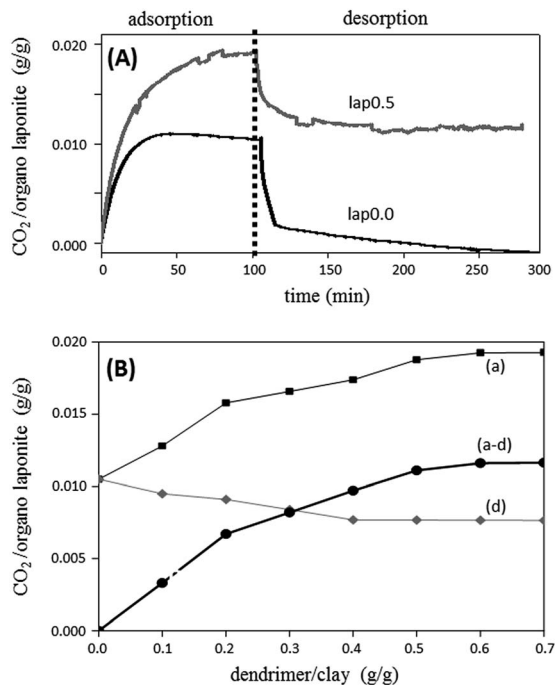 adsorption desorption
(A)
CO₂/organo laponite (g/g)
0.020
0.010
0.000
lap0.5
lap0.0
0 50 100 150 200 250 300
time (min)
(B)
CO₂/organo laponite (g/g)
0.020
0.015
0.010
0.005
0.000
(a)
(a-d)
(d)
0.0 0.1 0.2 0.3 0.4 0.5 0.6 0.7
dendrimer/clay (g/g)